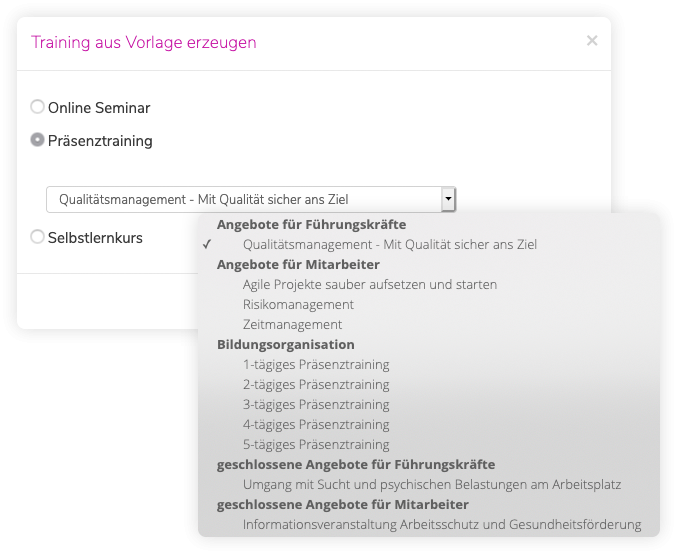 Training aus Vorlage erzeugen ×
Online Seminar
Präsenztraining
Qualitätsmanagement - Mit Qualität sicher ans Ziel
Selbstlernkurs
Angebote für Führungskräfte
✓ Qualitätsmanagement - Mit Qualität sicher ans Ziel
Angebote für Mitarbeiter
Agile Projekte sauber aufsetzen und starten
Risikomanagement
Zeitmanagement
Bildungsorganisation
1-tägiges Präsenztraining
2-tägiges Präsenztraining
3-tägiges Präsenztraining
4-tägiges Präsenztraining
5-tägiges Präsenztraining
geschlossene Angebote für Führungskräfte
Umgang mit Sucht und psychischen Belastungen am Arbeitsplatz
geschlossene Angebote für Mitarbeiter
Informationsveranstaltung Arbeitsschutz und Gesundheitsförderung